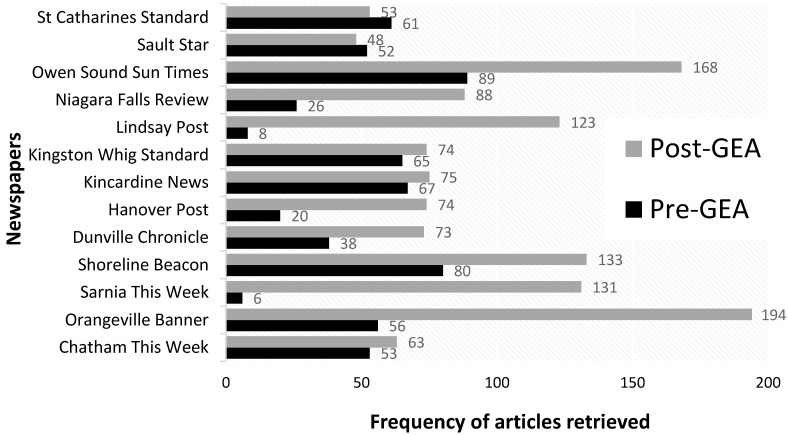 St Catharines Standard 53 61
Sault Star 48 52
Owen Sound Sun Times 168 89
Niagara Falls Review 88 26
Lindsay Post 123 8
Kingston Whig Standard 74 65
Kincardine News 75 67
Hanover Post 74 20
Dunville Chronicle 73 38
Shoreline Beacon 133 80
Sarnia This Week 131 6
Orangeville Banner 194 56
Chatham This Week 63 53
Newspapers
Post-GEA
Pre-GEA
0 50 100 150 200
Frequency of articles retrieved